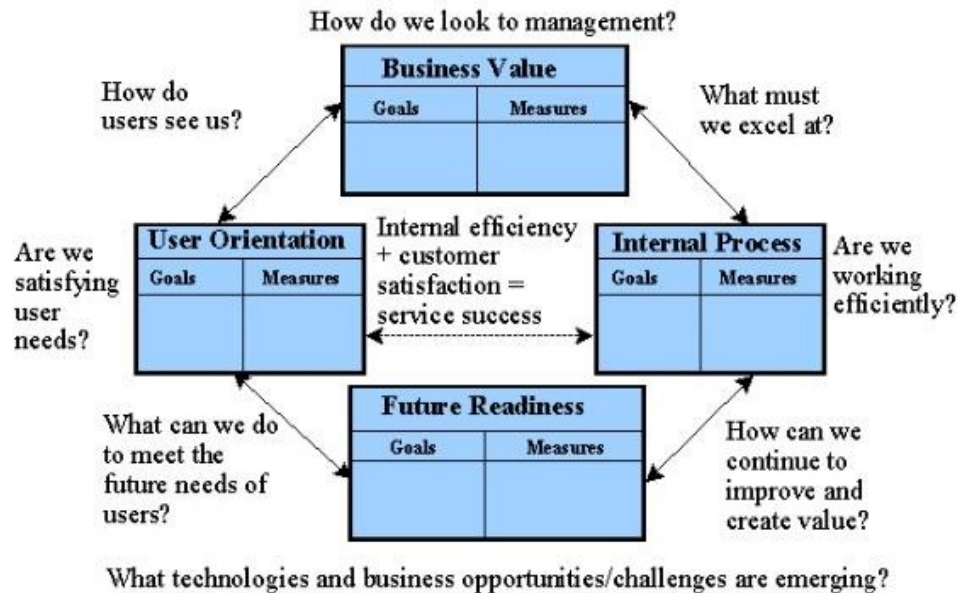 How do we look to management?
Business Value
Goals Measures
How do
users see us?
What must
we excel at?
User Orientation
Goals Measures
Internal efficiency
+ customer
satisfaction =
service success
Internal Process
Goals Measures
Are we
satisfying
user
needs?
Are we
working
efficiently?
Future Readiness
Goals Measures
What can we do
to meet the
future needs of
users?
How can we
continue to
improve and
create value?
What technologies and business opportunities/challenges are emerging?